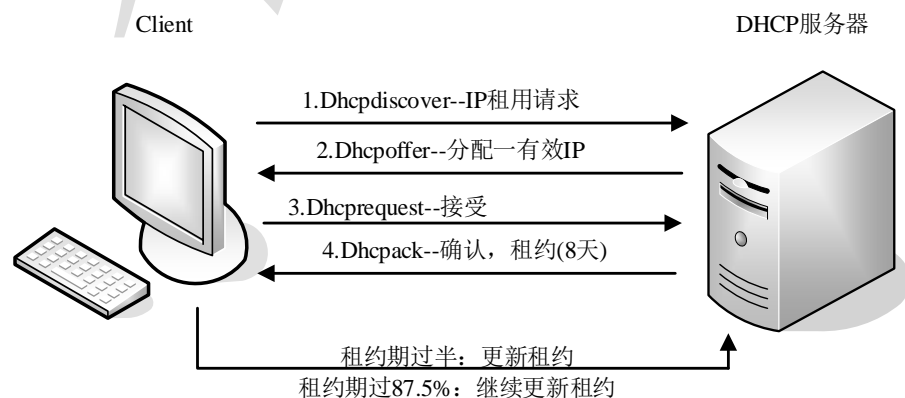 Client
DHCP服务器
1.Dhcpdiscover--IP租用请求
2.Dhcpoffer--分配一有效IP
3.Dhcprequest--接受
4.Dhcpack--确认，租约(8天)
租约期过半：更新租约
租约期过87.5%：继续更新租约